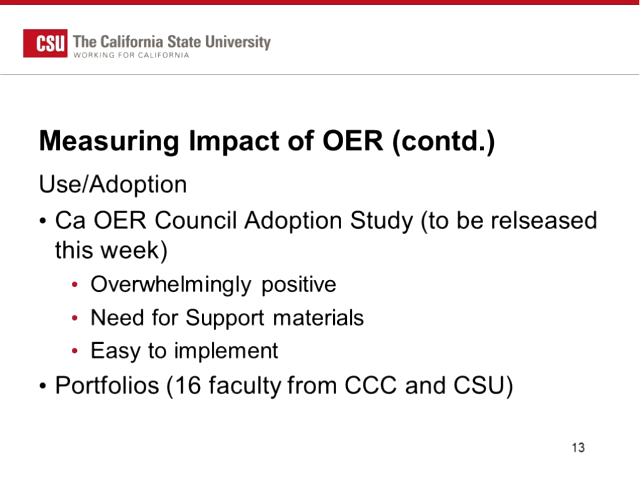 CSU The California State University
WORKING FOR CALIFORNIA
Measuring Impact of OER (contd.)
Use/Adoption
• Ca OER Council Adoption Study (to be relseased
this week)
• Overwhelmingly positive
• Need for Support materials
• Easy to implement
• Portfolios (16 faculty from CCC and CSU)
13